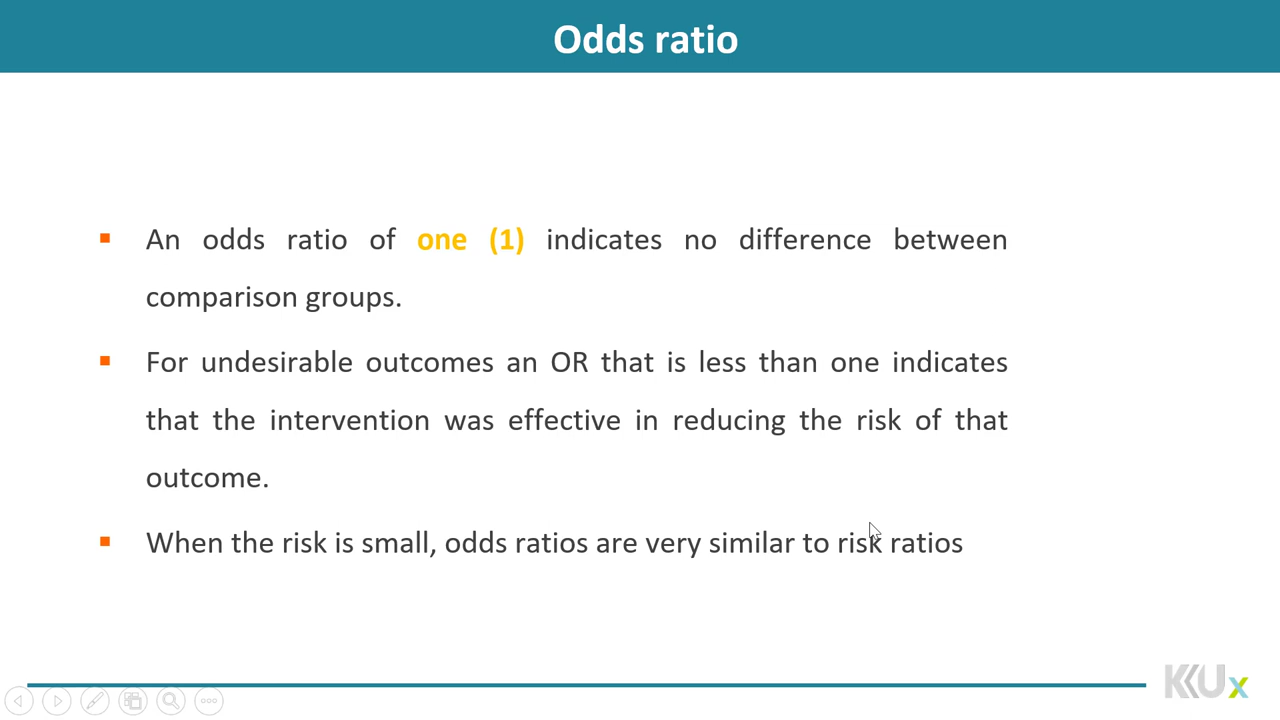 Odds ratio
An odds ratio of one (1) indicates no difference between
comparison groups.
For undesirable outcomes an OR that is less than one indicates
that the intervention was effective in reducing the risk of that
outcome.
When the risk is small, odds ratios are very similar to risk ratios
KKUx